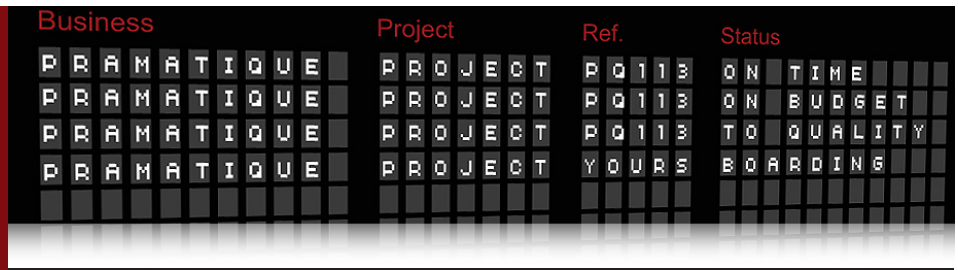 Business Project Ref. Status
PRAMATIQUE PROJECT PQ113 ON TIME
PRAMATIQUE PROJECT PQ113 ON BUDGET
PRAMATIQUE PROJECT PQ113 TO QUALITY
PRAMATIQUE PROJECT YOURS BOARDING